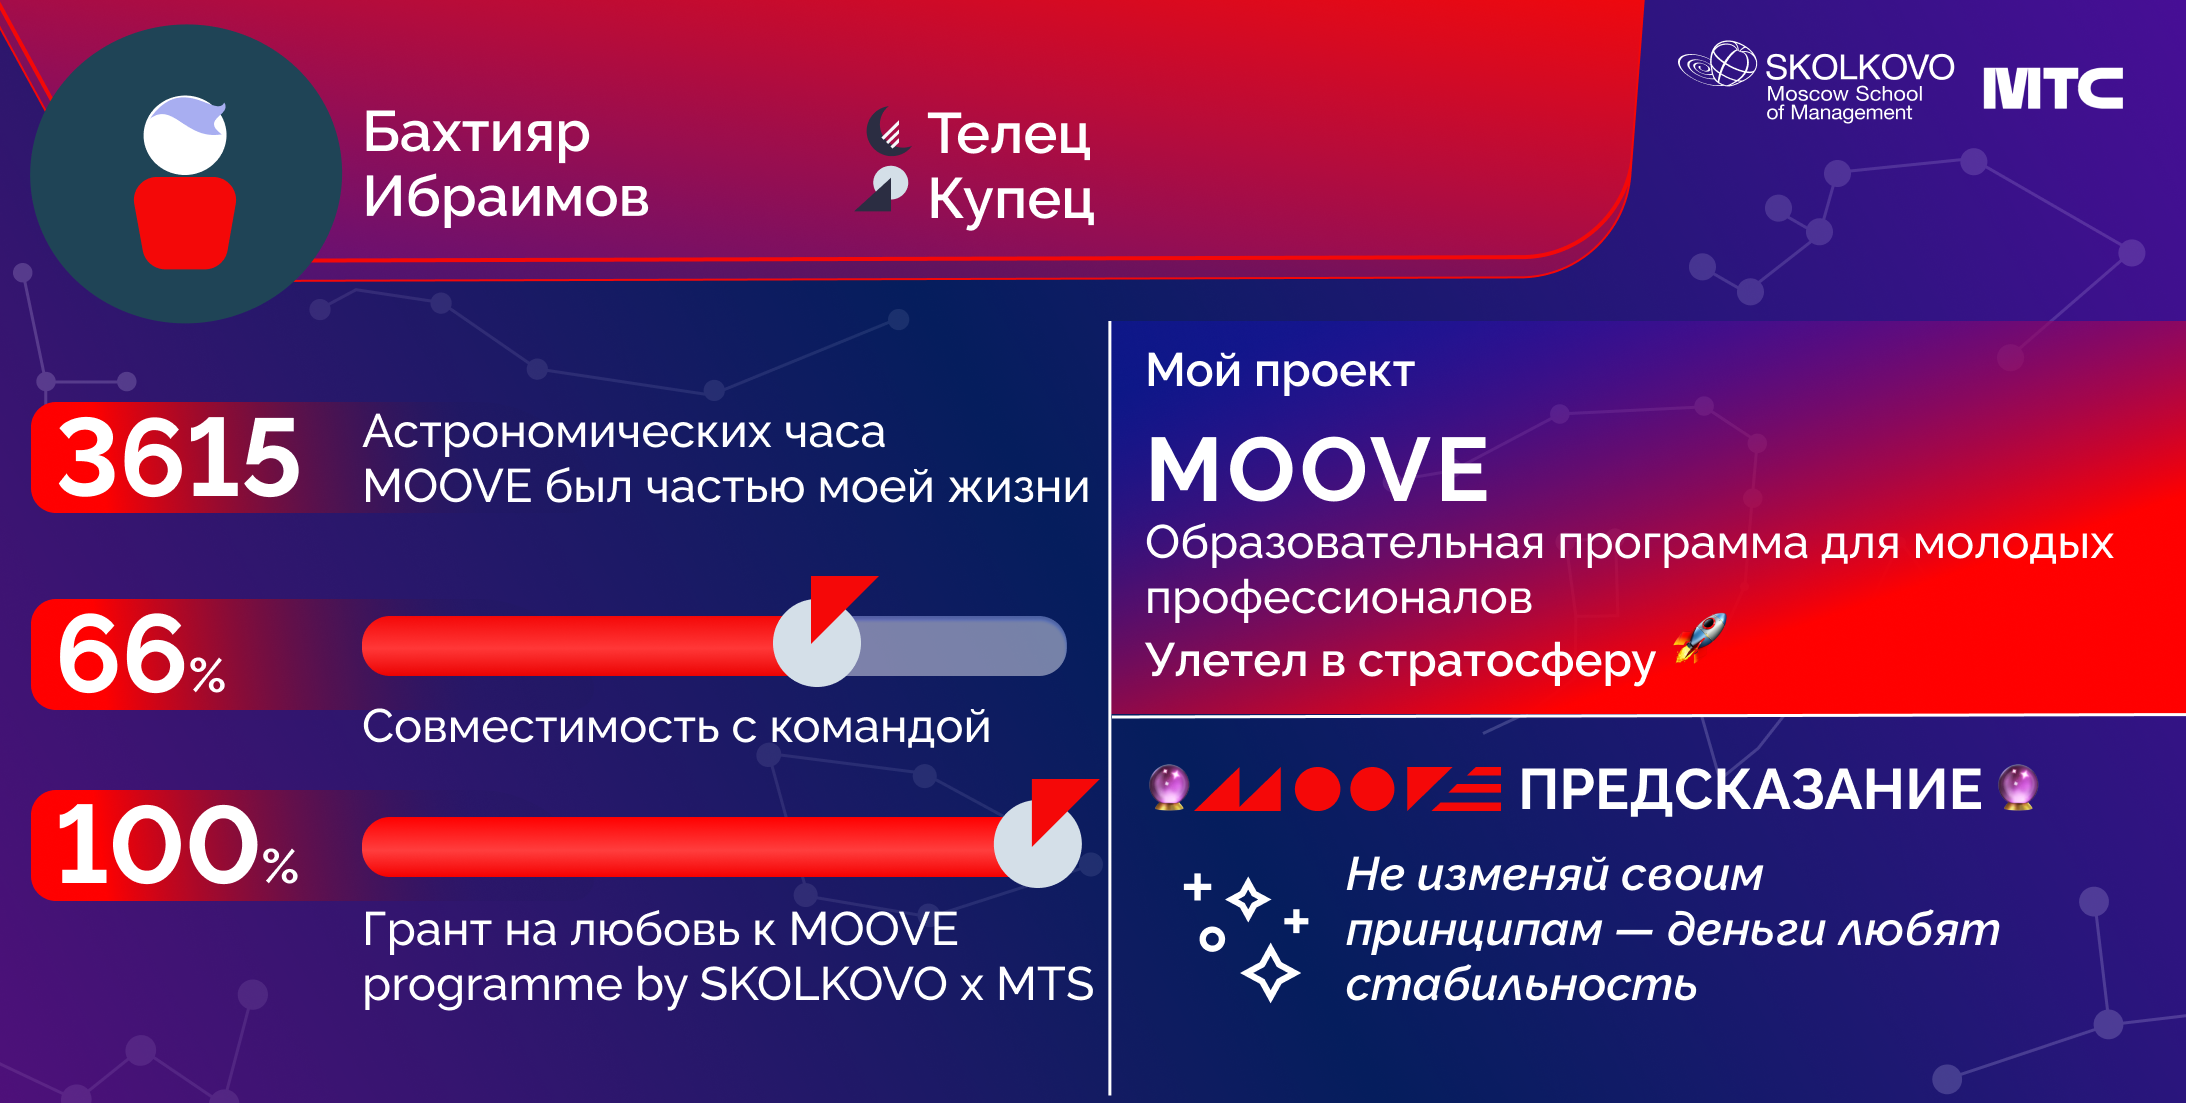 Бахтияр
Ибраимов
Телец
Купец
SKOLKOVO
Moscow School
of Management
МТС
3615
Астрономических часа
MOOVE был частью моей жизни
66%
Совместимость с командой
100%
Грант на любовь к MOOVE
programme by SKOLKOVO x MTS
Мой проект
MOOVE
Образовательная программа для молодых
профессионалов
Улетел в стратосферу
MOOVE ПРЕДСКАЗАНИЕ
Не изменяй своим
принципам — деньги любят
стабильность